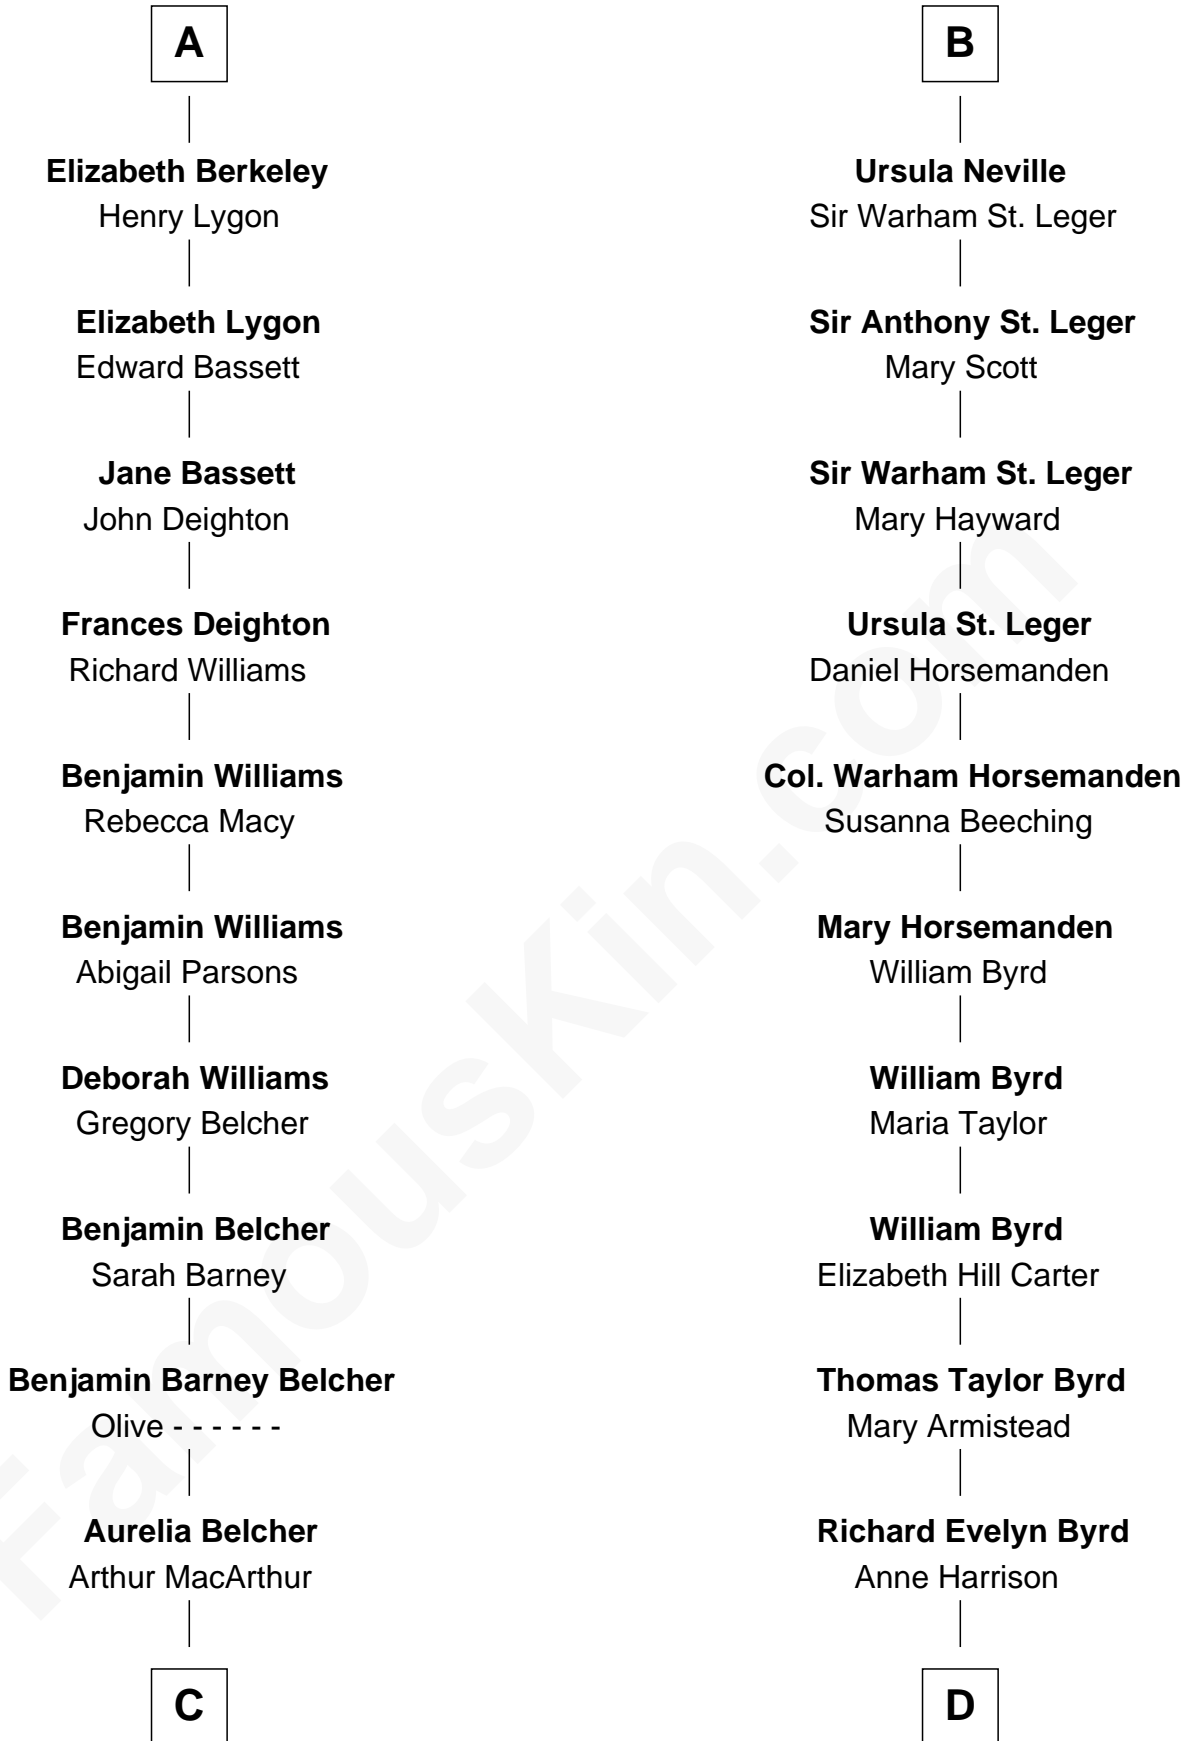 A
Elizabeth Berkeley
Henry Lygon
Elizabeth Lygon
Edward Bassett
Jane Bassett
John Deighton
Frances Deighton
Richard Williams
Benjamin Williams
Rebecca Macy
Benjamin Williams
Abigail Parsons
Deborah Williams
Gregory Belcher
Benjamin Belcher
Sarah Barney
Benjamin Barney Belcher
Olive - - - - - -
Aurelia Belcher
Arthur MacArthur
C
B
Ursula Neville
Sir Warham St. Leger
Sir Anthony St. Leger
Mary Scott
Sir Warham St. Leger
Mary Hayward
Ursula St. Leger
Daniel Horsemanden
Col. Warham Horsemanden
Susanna Beeching
Mary Horsemanden
William Byrd
William Byrd
Maria Taylor
William Byrd
Elizabeth Hill Carter
Thomas Taylor Byrd
Mary Armistead
Richard Evelyn Byrd
Anne Harrison
D
FamousKin.com